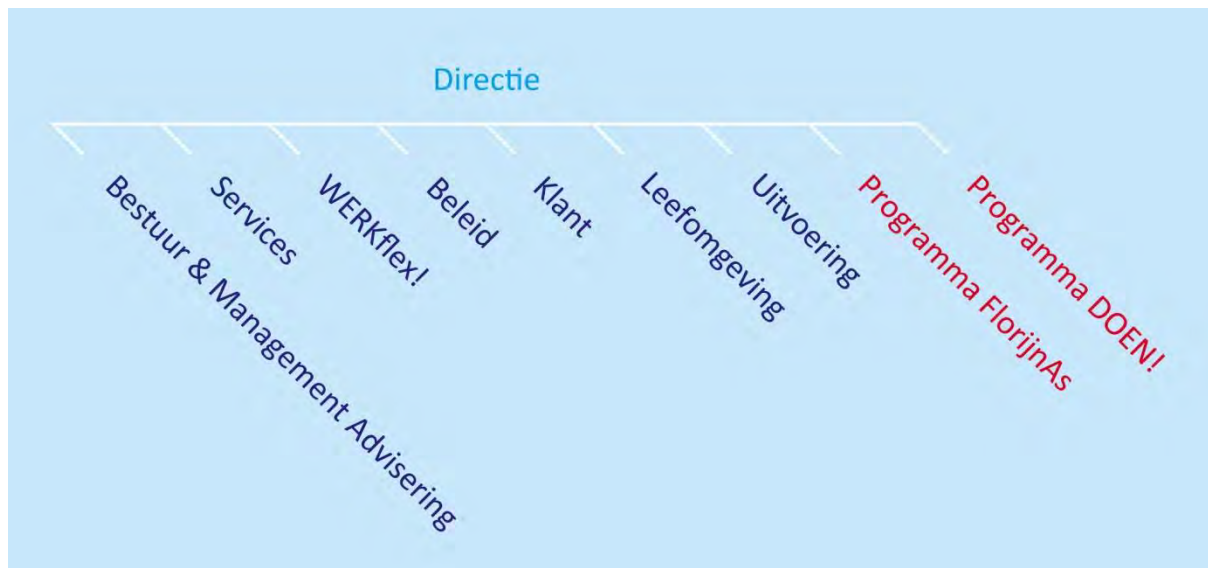 Directie
Bestuur & Management Advisering
Services
WERKflex!
Beleid
Klant
Leefomgeving
Uitvoering
Programma FlorijnAs
Programma DOEN!